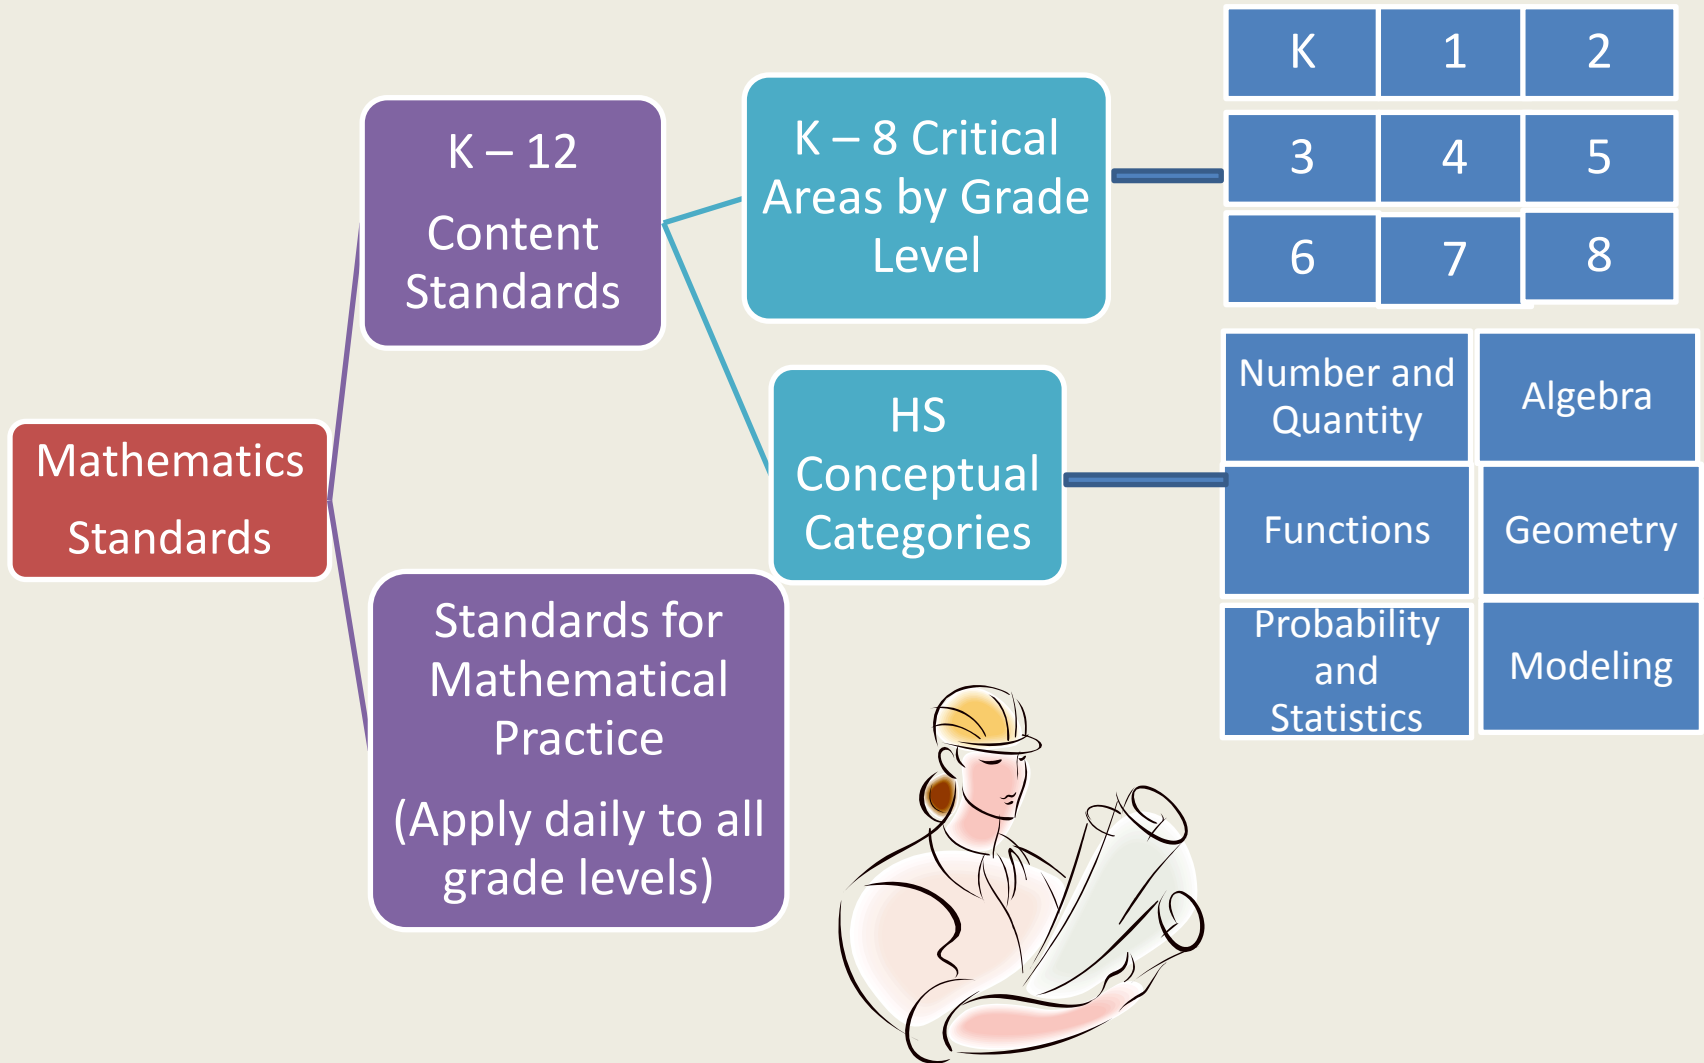 Mathematics
Standards
K – 12
Content
Standards
Standards for
Mathematical
Practice
(Apply daily to all
grade levels)
K – 8 Critical
Areas by Grade
Level
HS
Conceptual
Categories
K 1 2
3 4 5
6 7 8
Number and
Quantity
Algebra
Functions
Geometry
Probability
and
Statistics
Modeling